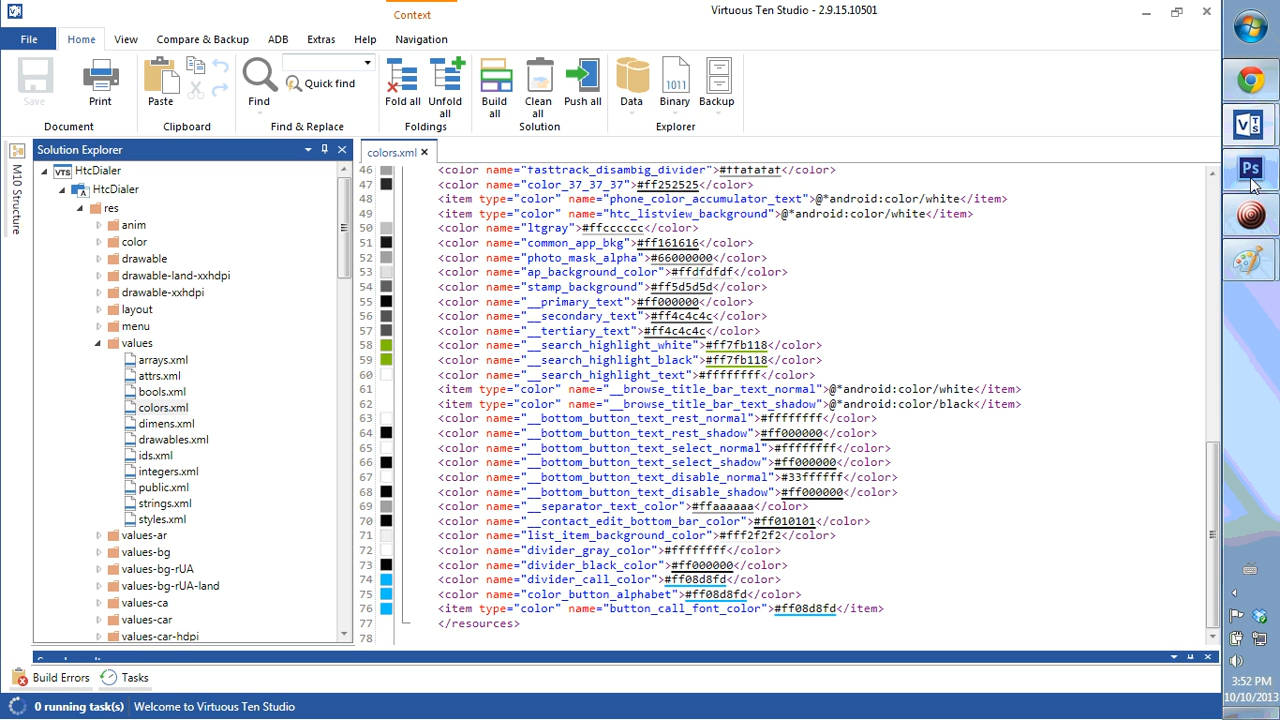 Context
Virtuous Ten Studio - 2.9.15.10501
File
Home
View
Compare & Backup
ADB
Extras
Help
Navigation
Save
Print
Document
Paste
Clipboard
Find
Quick find
Find & Replace
Fold all
Unfold all
Foldings
Build all
Clean all
Push all
Solution
Data
Binary
1011
Backup
Explorer
M10 Structure
Solution Explorer
VTS HtcDialer
HtcDialer
res
anim
color
drawable
drawable-land-xxhdpi
drawable-xxhdpi
layout
menu
values
arrays.xml
attrs.xml
bools.xml
colors.xml
dimens.xml
drawables.xml
ids.xml
integers.xml
public.xml
strings.xml
styles.xml
values-ar
values-bg
values-bg-rUA
values-bg-rUA-land
values-ca
values-car
values-car-hdpi
colors.xml
46 <color name="fasttrack_disambig_divider">#ffafafaf</color>
47 <color name="color_37_37_37">#ff252525</color>
48 <item type="color" name="phone_color_accumulator_text">@*android:color/white</item>
49 <item type="color" name="htc_listview_background">@*android:color/white</item>
50 <color name="ltgray">#ffcccccc</color>
51 <color name="common_app_bkg">#ff161616</color>
52 <color name="photo_mask_alpha">#66000000</color>
53 <color name="ap_background_color">#ffdfdfdf</color>
54 <color name="stamp_background">#ff5d5d5d</color>
55 <color name="__primary_text">#ff000000</color>
56 <color name="__secondary_text">#ff4c4c4c</color>
57 <color name="__tertiary_text">#ff4c4c4c</color>
58 <color name="__search_highlight_white">#ff7fb118</color>
59 <color name="__search_highlight_black">#ff7fb118</color>
60 <color name="__search_highlight_text">#ffffffff</color>
61 <item type="color" name="__browse_title_bar_text_normal">@*android:color/white</item>
62 <item type="color" name="__browse_title_bar_text_shadow">@*android:color/black</item>
63 <color name="__bottom_button_text_rest_normal">#ffffffff</color>
64 <color name="__bottom_button_text_rest_shadow">#ff000000</color>
65 <color name="__bottom_button_text_select_normal">#ffffffff</color>
66 <color name="__bottom_button_text_select_shadow">#ff000000</color>
67 <color name="__bottom_button_text_disable_normal">#33ffffff</color>
68 <color name="__bottom_button_text_disable_shadow">#ff000000</color>
69 <color name="__separator_text_color">#ffaaaaaa</color>
70 <color name="__contact_edit_bottom_bar_color">#ff010101</color>
71 <color name="list_item_background_color">#fff2f2f2</color>
72 <color name="divider_gray_color">#ffffffff</color>
73 <color name="divider_black_color">#ff000000</color>
74 <color name="divider_call_color">#ff08d8fd</color>
75 <color name="color_button_alphabet">#ff08d8fd</color>
76 <item type="color" name="button_call_font_color">#ff08d8fd</item>
77 </resources>
78
Build Errors
Tasks
0 running task(s)
Welcome to Virtuous Ten Studio
VTS
Ps
3:52 PM
10/10/2013